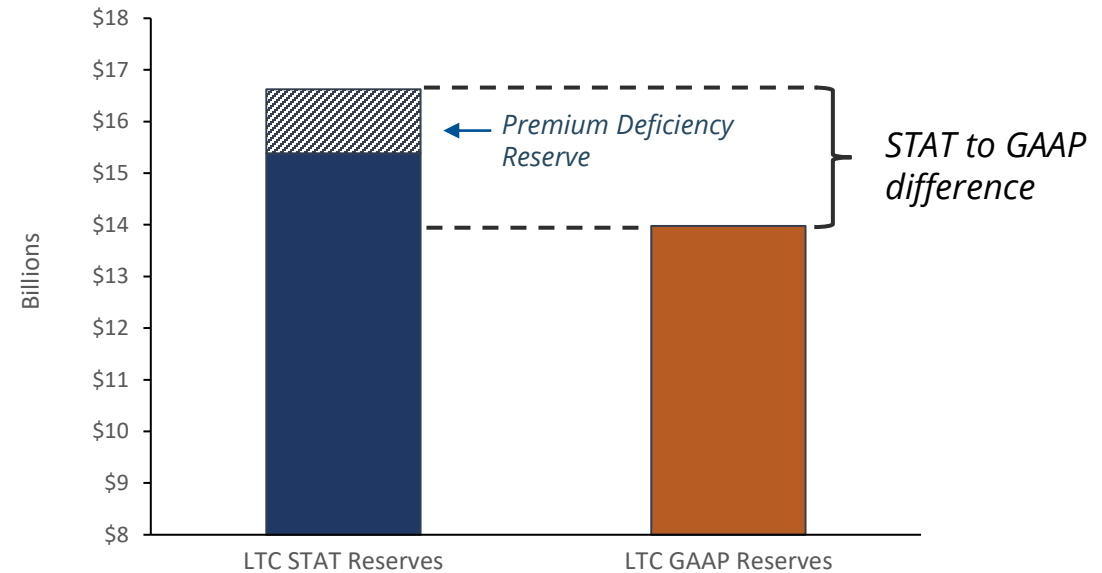 $18
$17
$16
$15
$14
$13
$12
$11
$10
$9
$8
Billions
Premium Deficiency
Reserve
STAT to GAAP
difference
LTC STAT Reserves
LTC GAAP Reserves